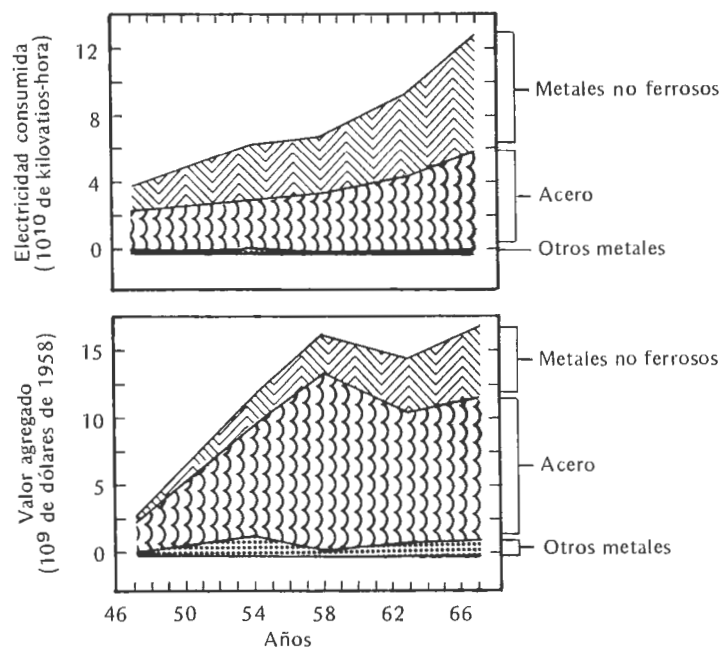 Electricidad consumida
(10¹⁰ de kilovatios-hora)
12
8
4
0
Metales no ferrosos
Acero
Otros metales
Valor agregado
(10⁹ de dólares de 1958)
15
10
5
0
Metales no ferrosos
Acero
Otros metales
46 50 54 58 62 66
Años